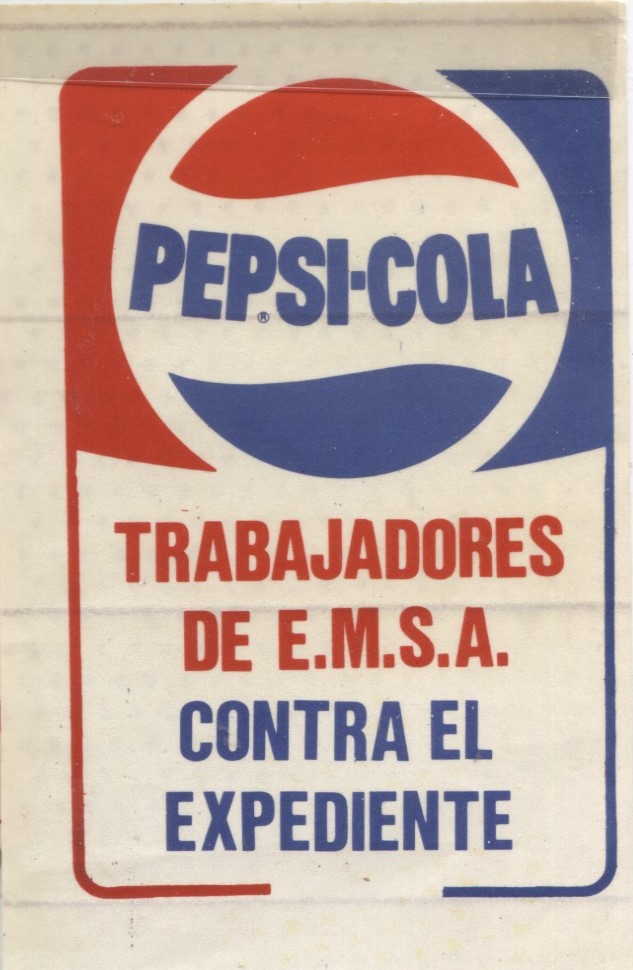 PEPSI-COLA
®
TRABAJADORES
DE E.M.S.A.
CONTRA EL
EXPEDIENTE